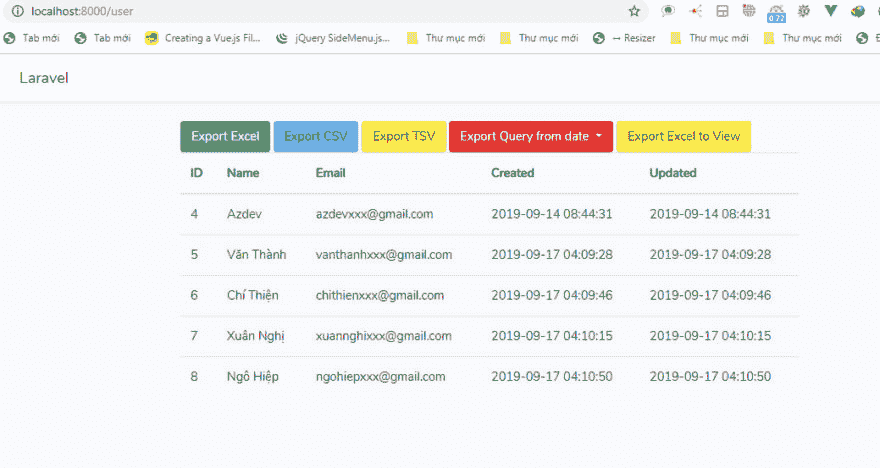 localhost:8000/user
0.72
Tab mới Tab mới Creating a Vue.js Fil... jQuery SideMenu.js... Thư mục mới Thư mục mới ↔ Resizer Thư mục mới Thư mục mới
Laravel
Export Excel Export CSV Export TSV Export Query from date Export Excel to View
ID Name Email Created Updated
4 Azdev azdevxxx@gmail.com 2019-09-14 08:44:31 2019-09-14 08:44:31
5 Văn Thành vanthanhxxx@gmail.com 2019-09-17 04:09:28 2019-09-17 04:09:28
6 Chí Thiện chithienxxx@gmail.com 2019-09-17 04:09:46 2019-09-17 04:09:46
7 Xuân Nghị xuannghixxx@gmail.com 2019-09-17 04:10:15 2019-09-17 04:10:15
8 Ngô Hiệp ngohiepxxx@gmail.com 2019-09-17 04:10:50 2019-09-17 04:10:50